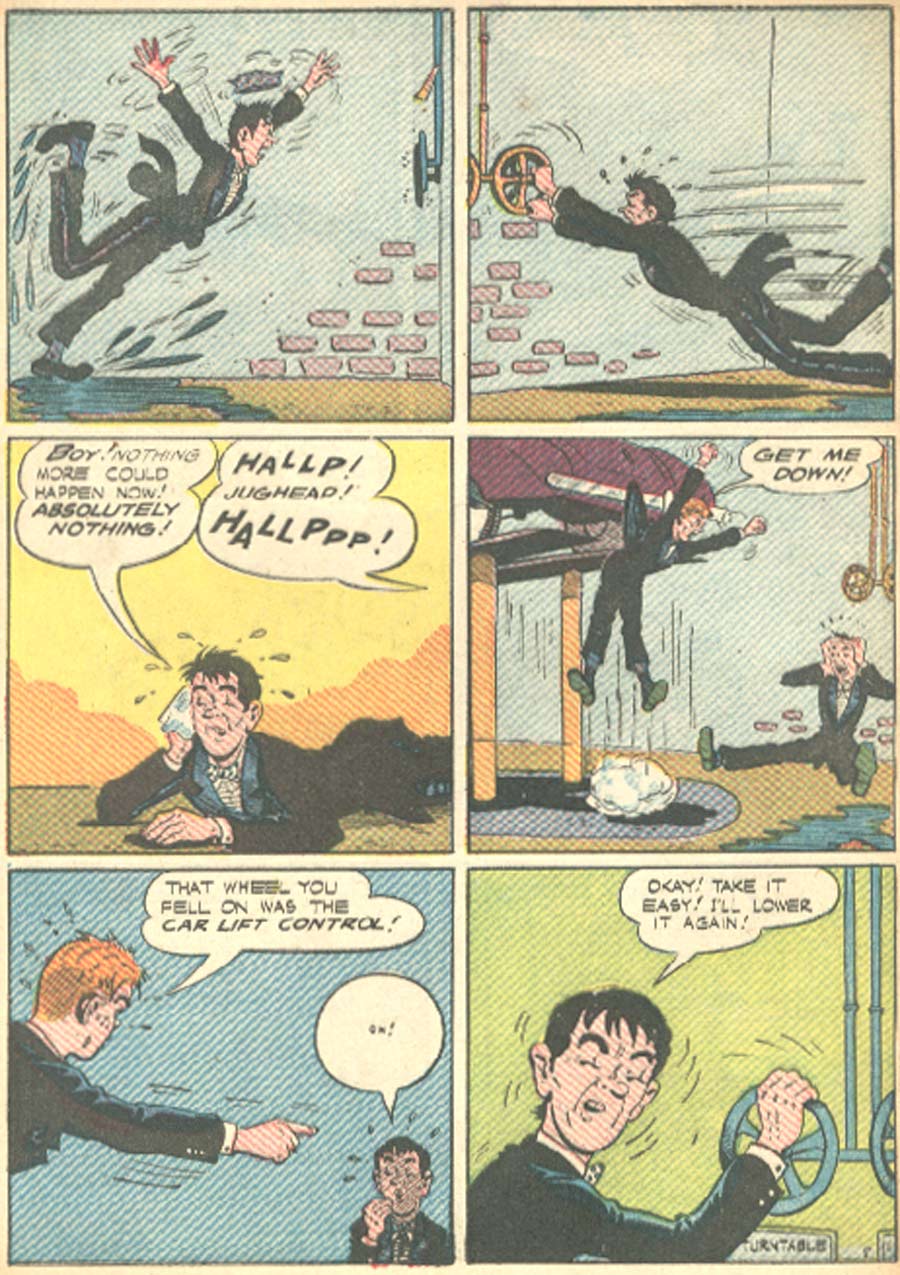 BOY! NOTHING
MORE COULD
HAPPEN NOW!
ABSOLUTELY
NOTHING!
HALLP!
JUGHEAD!
HALLPPP!
GET ME
DOWN!
THAT WHEEL YOU
FELL ON WAS THE
CAR LIFT CONTROL!
OH!
OKAY! TAKE IT
EASY! I'LL LOWER
IT AGAIN!
TURNTABLE